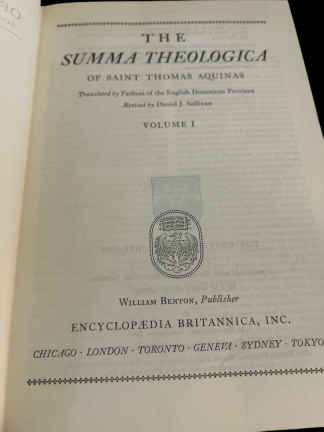 THE
SUMMA THEOLOGICA
OF SAINT THOMAS AQUINAS
Translated by Fathers of the English Dominican Province
Revised by Daniel J. Sullivan
VOLUME I
WILLIAM BENTON, Publisher
ENCYCLOPÆDIA BRITANNICA, INC.
CHICAGO · LONDON · TORONTO · GENEVA · SYDNEY · TOKYO